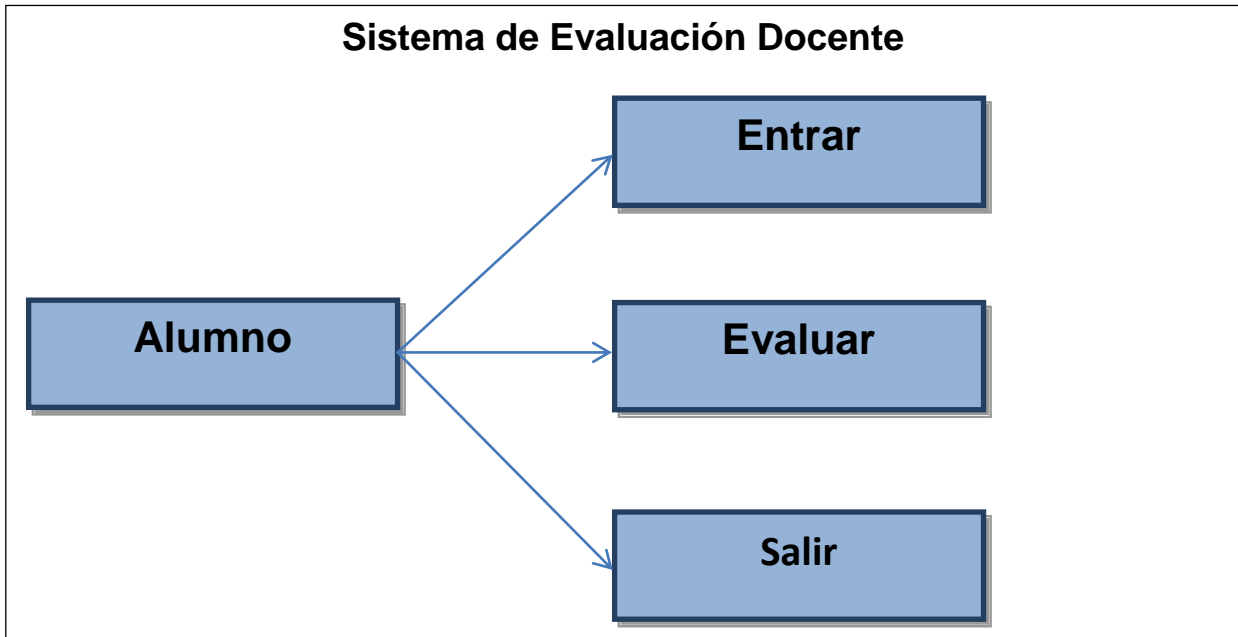 Sistema de Evaluación Docente
Entrar
Alumno
Evaluar
Salir